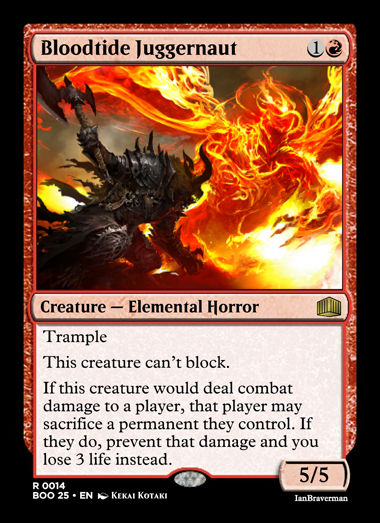 Bloodtide Juggernaut 1
Creature — Elemental Horror
Trample
This creature can't block.
If this creature would deal combat
damage to a player, that player may
sacrifice a permanent they control. If
they do, prevent that damage and you
lose 3 life instead.
5/5
R 0014
BOO 25 • EN Kekai Kotaki
IanBraverman